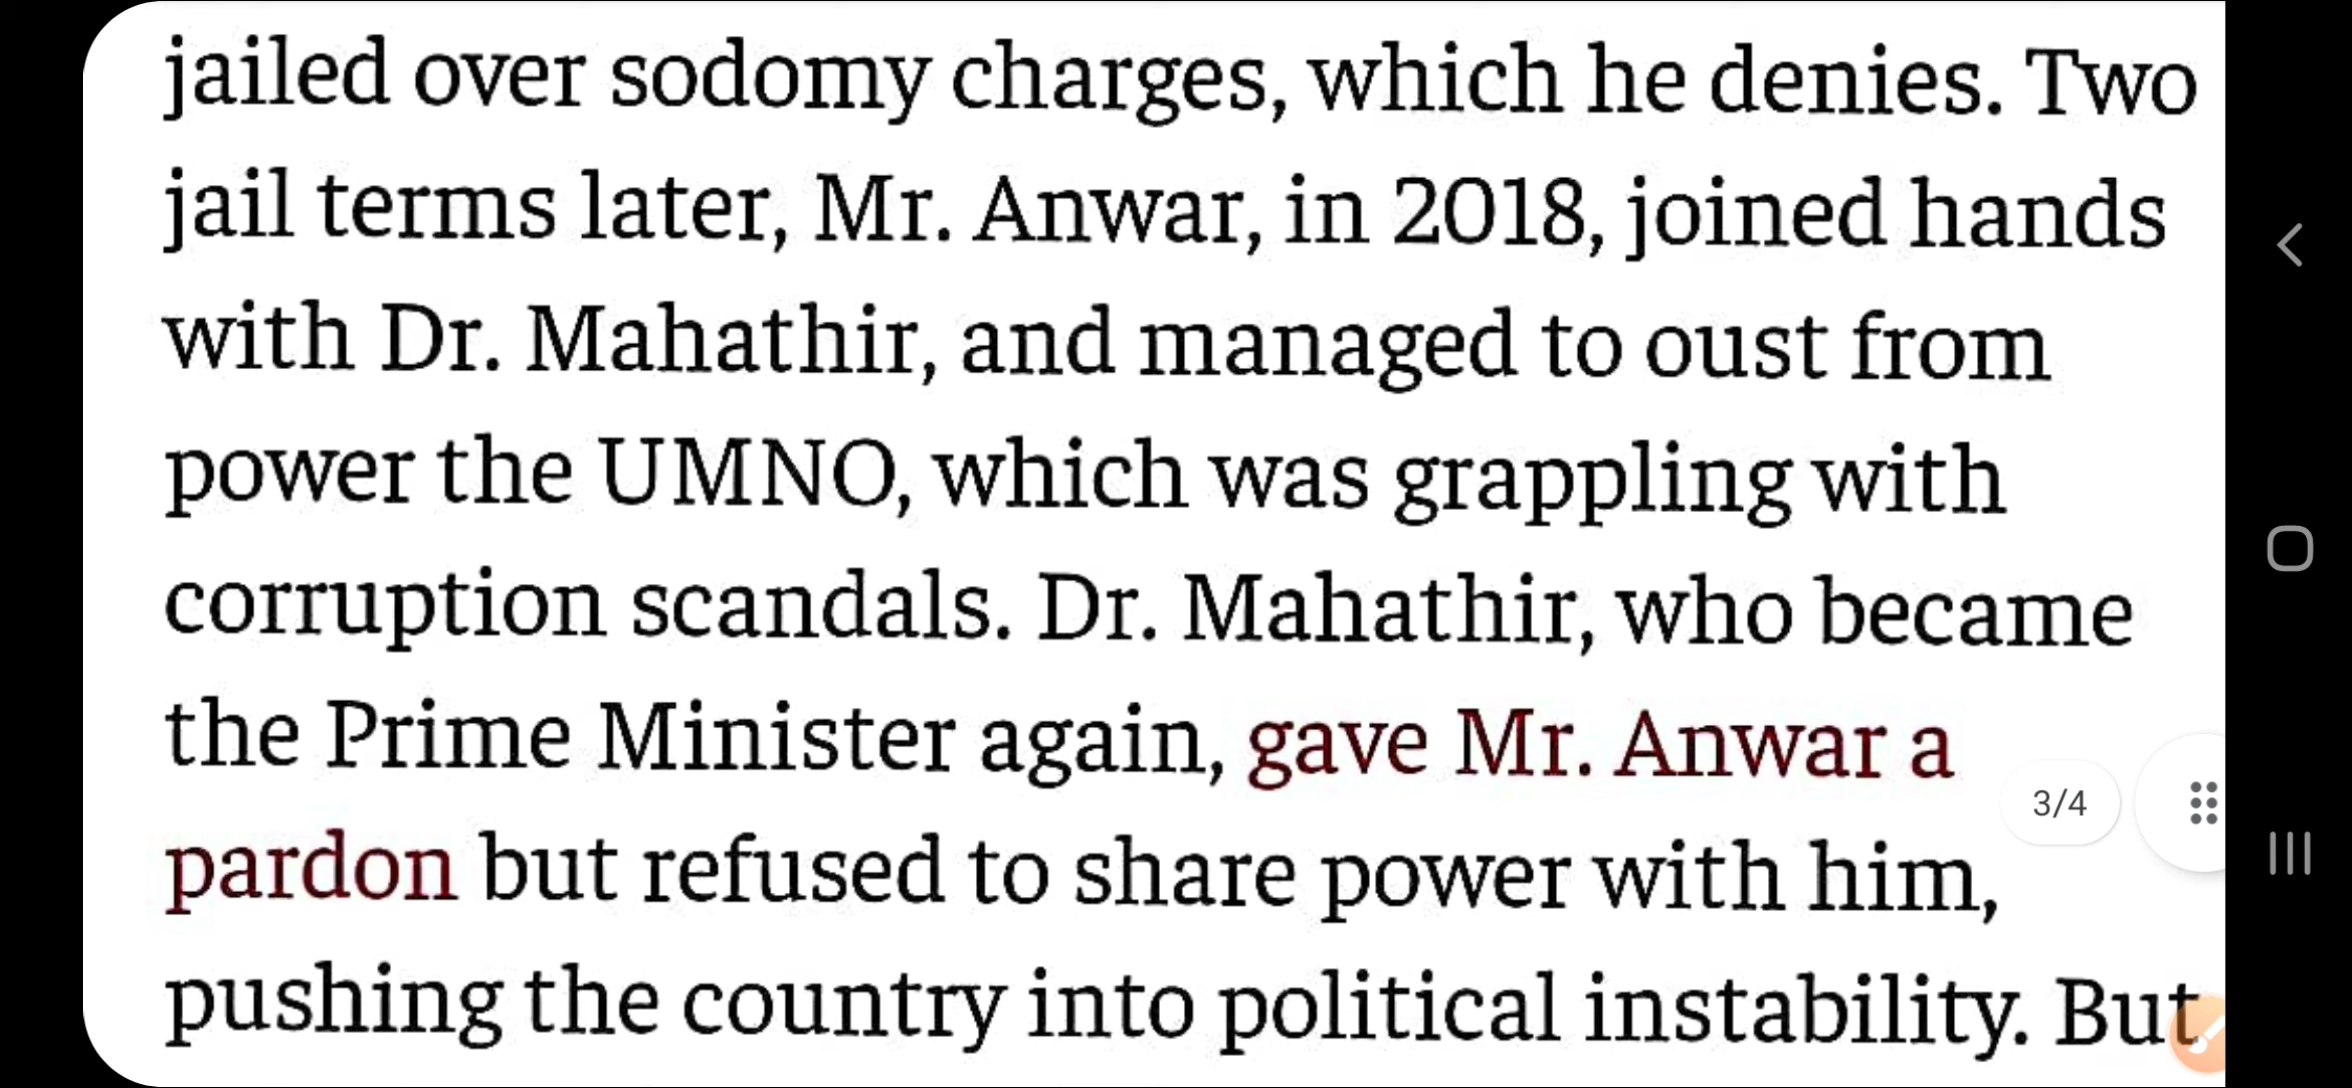 jailed over sodomy charges, which he denies. Two
jail terms later, Mr. Anwar, in 2018, joined hands
with Dr. Mahathir, and managed to oust from
power the UMNO, which was grappling with
corruption scandals. Dr. Mahathir, who became
the Prime Minister again, gave Mr. Anwar a
3/4
pardon but refused to share power with him,
pushing the country into political instability. But